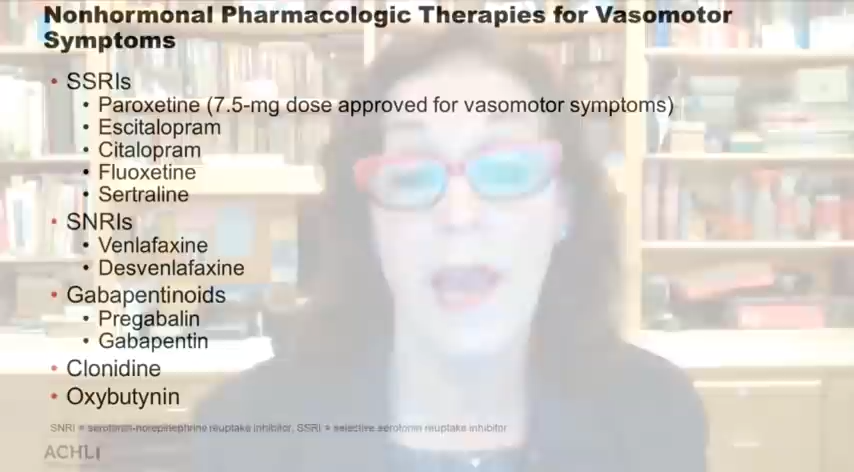 Nonhormonal Pharmacologic Therapies for Vasomotor
Symptoms
• SSRIs
• Paroxetine (7.5-mg dose approved for vasomotor symptoms)
• Escitalopram
• Citalopram
• Fluoxetine
• Sertraline
• SNRIs
• Venlafaxine
• Desvenlafaxine
• Gabapentinoids
• Pregabalin
• Gabapentin
• Clonidine
• Oxybutynin
SNRI = serotonin-norepinephrine reuptake inhibitor, SSRI = selective serotonin reuptake inhibitor